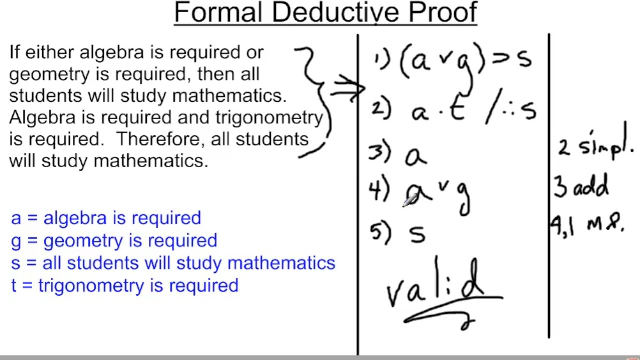 Formal Deductive Proof
If either algebra is required or
geometry is required, then all
students will study mathematics.
Algebra is required and trigonometry
is required. Therefore, all students
will study mathematics.
a = algebra is required
g = geometry is required
s = all students will study mathematics
t = trigonometry is required
1) (a v g) ⊃ s
2) a · t /∴ s
3) a 2 simpl.
4) a v g 3 add
5) s 4,1 m.p.
valid